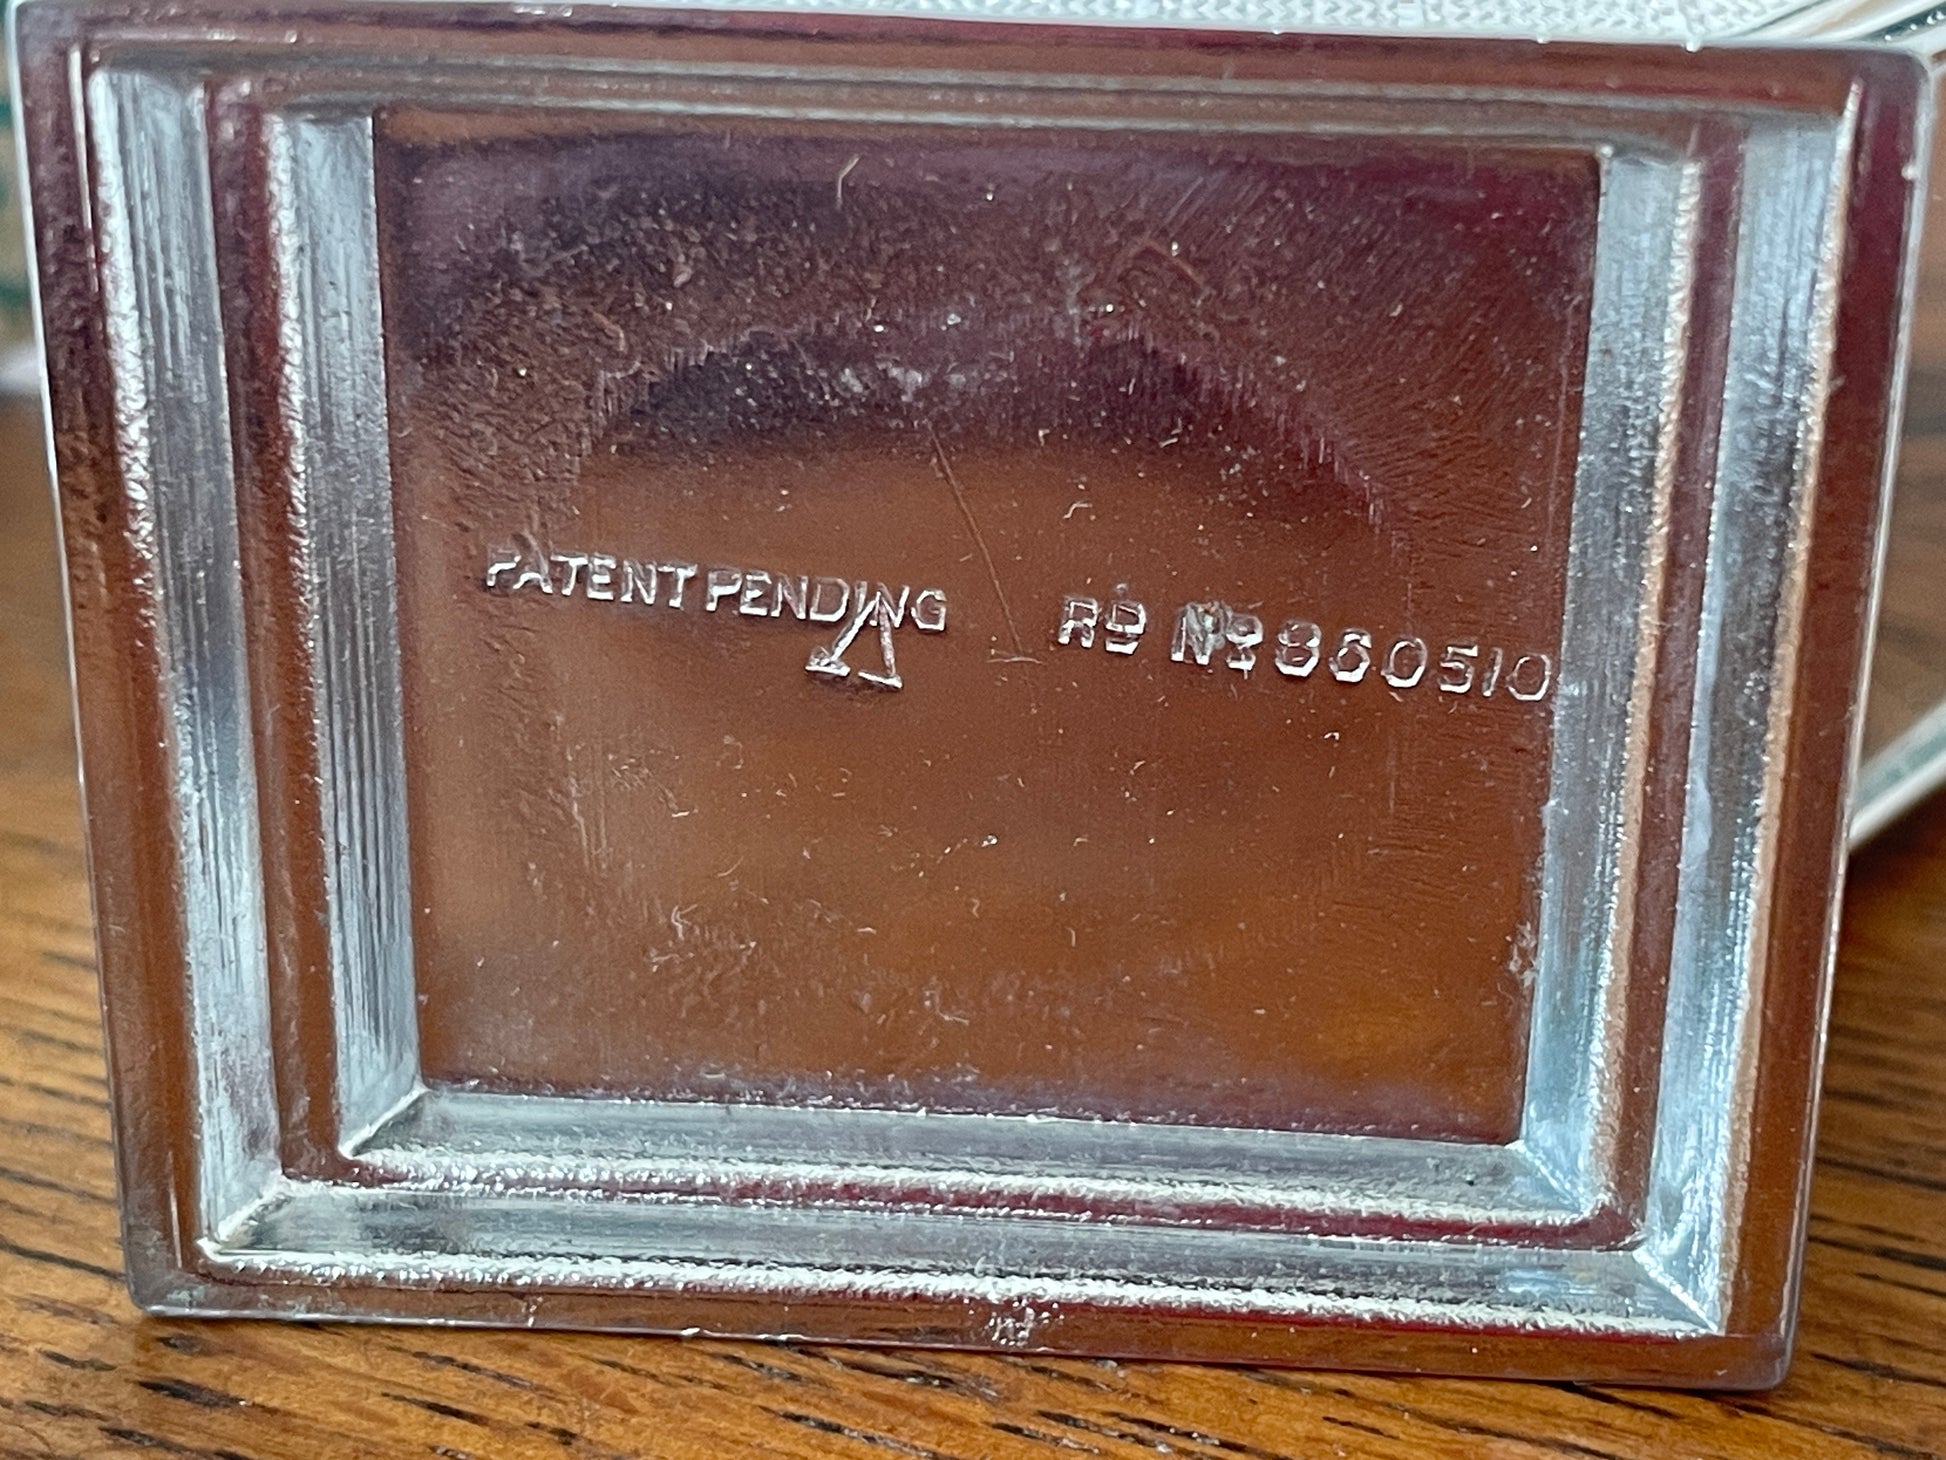 PATENT PENDING
A
RD No 860510